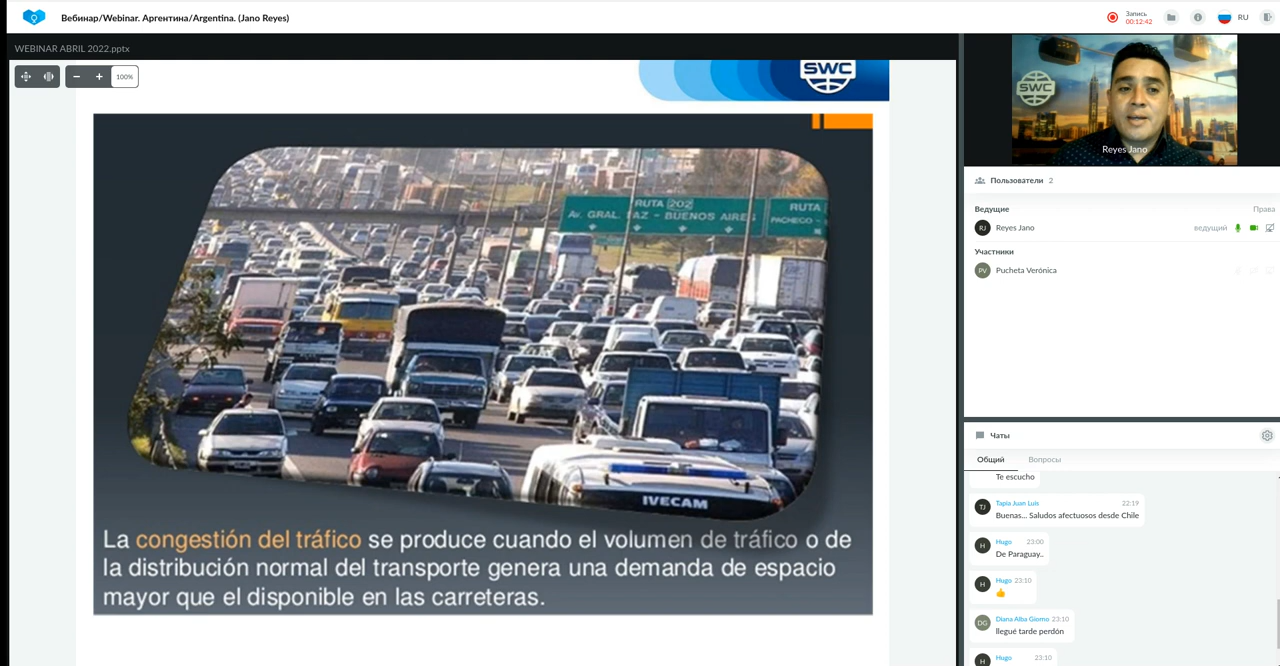 Вебинар/Webinar. Аргентина/Argentina. (Jano Reyes)
Запись
00:12:42
RU
WEBINAR ABRIL 2022.pptx
100%
SWC
RUTA 202
AV. GRAL. PAZ - BUENOS AIRES
RUTA
PACHECO -
IVECAM
La congestión del tráfico se produce cuando el volumen de tráfico o de
la distribución normal del transporte genera una demanda de espacio
mayor que el disponible en las carreteras.
SWC
Reyes Jano
Пользователи 2
Ведущие Права
RJ Reyes Jano ведущий
Участники
PV Pucheta Verónica
Чаты
Общий Вопросы
Te escucho
TJ Tapia Juan Luis 22:19
Buenas... Saludos afectuosos desde Chile
H Hugo 23:00
De Paraguay..
H Hugo 23:10
👍
DG Diana Alba Giorno 23:10
llegué tarde perdón
H Hugo 23:10